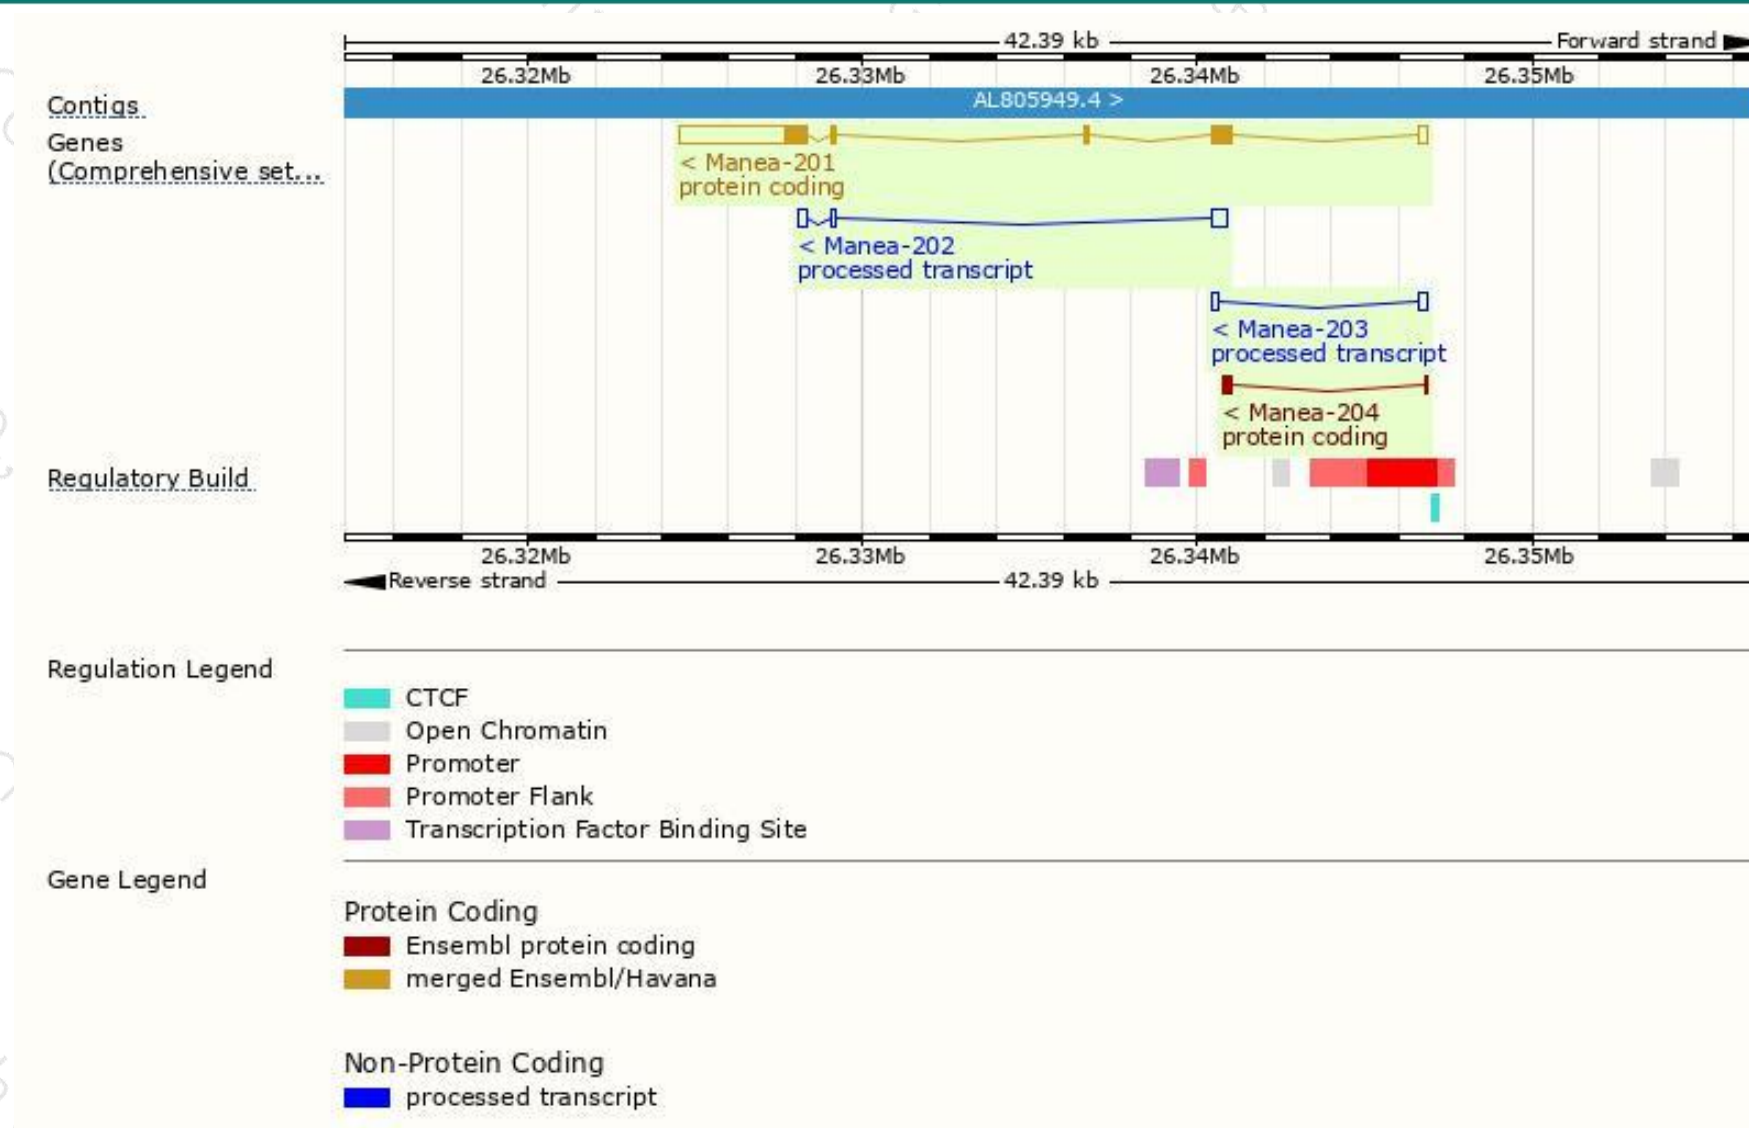 42.39 kb
Forward strand
26.32Mb 26.33Mb 26.34Mb 26.35Mb
Contigs
AL805949.4 >
Genes
(Comprehensive set...
< Manea-201
protein coding
< Manea-202
processed transcript
< Manea-203
processed transcript
< Manea-204
protein coding
Regulatory Build
26.32Mb 26.33Mb 26.34Mb 26.35Mb
Reverse strand
42.39 kb
Regulation Legend
CTCF
Open Chromatin
Promoter
Promoter Flank
Transcription Factor Binding Site
Gene Legend
Protein Coding
Ensembl protein coding
merged Ensembl/Havana
Non-Protein Coding
processed transcript